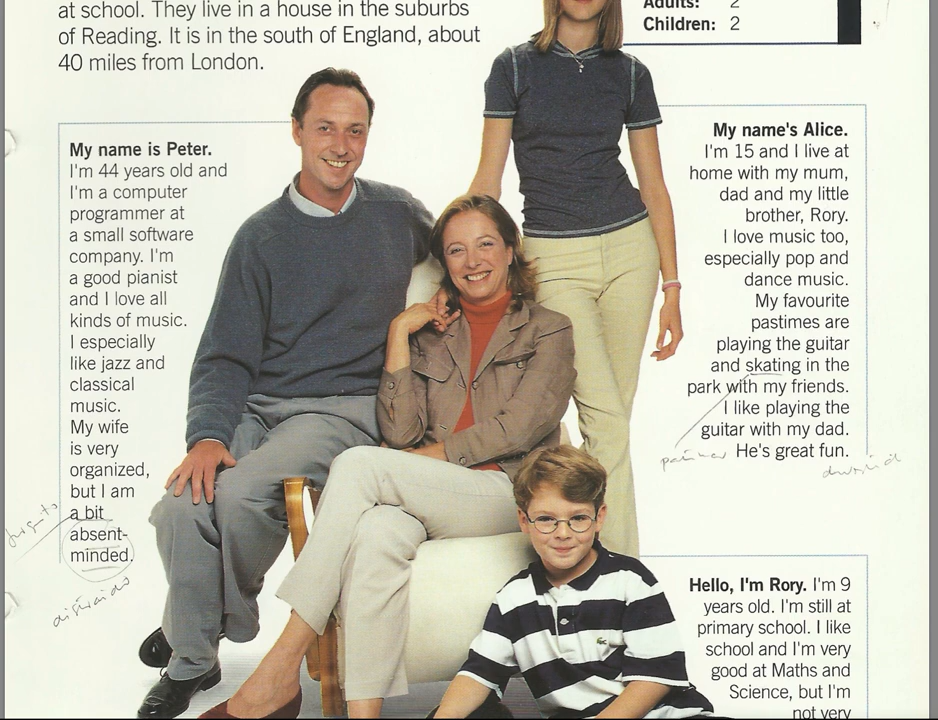 at school. They live in a house in the suburbs
of Reading. It is in the south of England, about
40 miles from London.
Adults: 2
Children: 2
My name is Peter.
I'm 44 years old and
I'm a computer
programmer at
a small software
company. I'm
a good pianist
and I love all
kinds of music.
I especially
like jazz and
classical
music.
My wife
is very
organized,
but I am
a bit
absent-
minded.
distraido
My name's Alice.
I'm 15 and I live at
home with my mum,
dad and my little
brother, Rory.
I love music too,
especially pop and
dance music.
My favourite
pastimes are
playing the guitar
and skating in the
park with my friends.
I like playing the
guitar with my dad.
He's great fun.
Hello, I'm Rory. I'm 9
years old. I'm still at
primary school. I like
school and I'm very
good at Maths and
Science, but I'm
not very